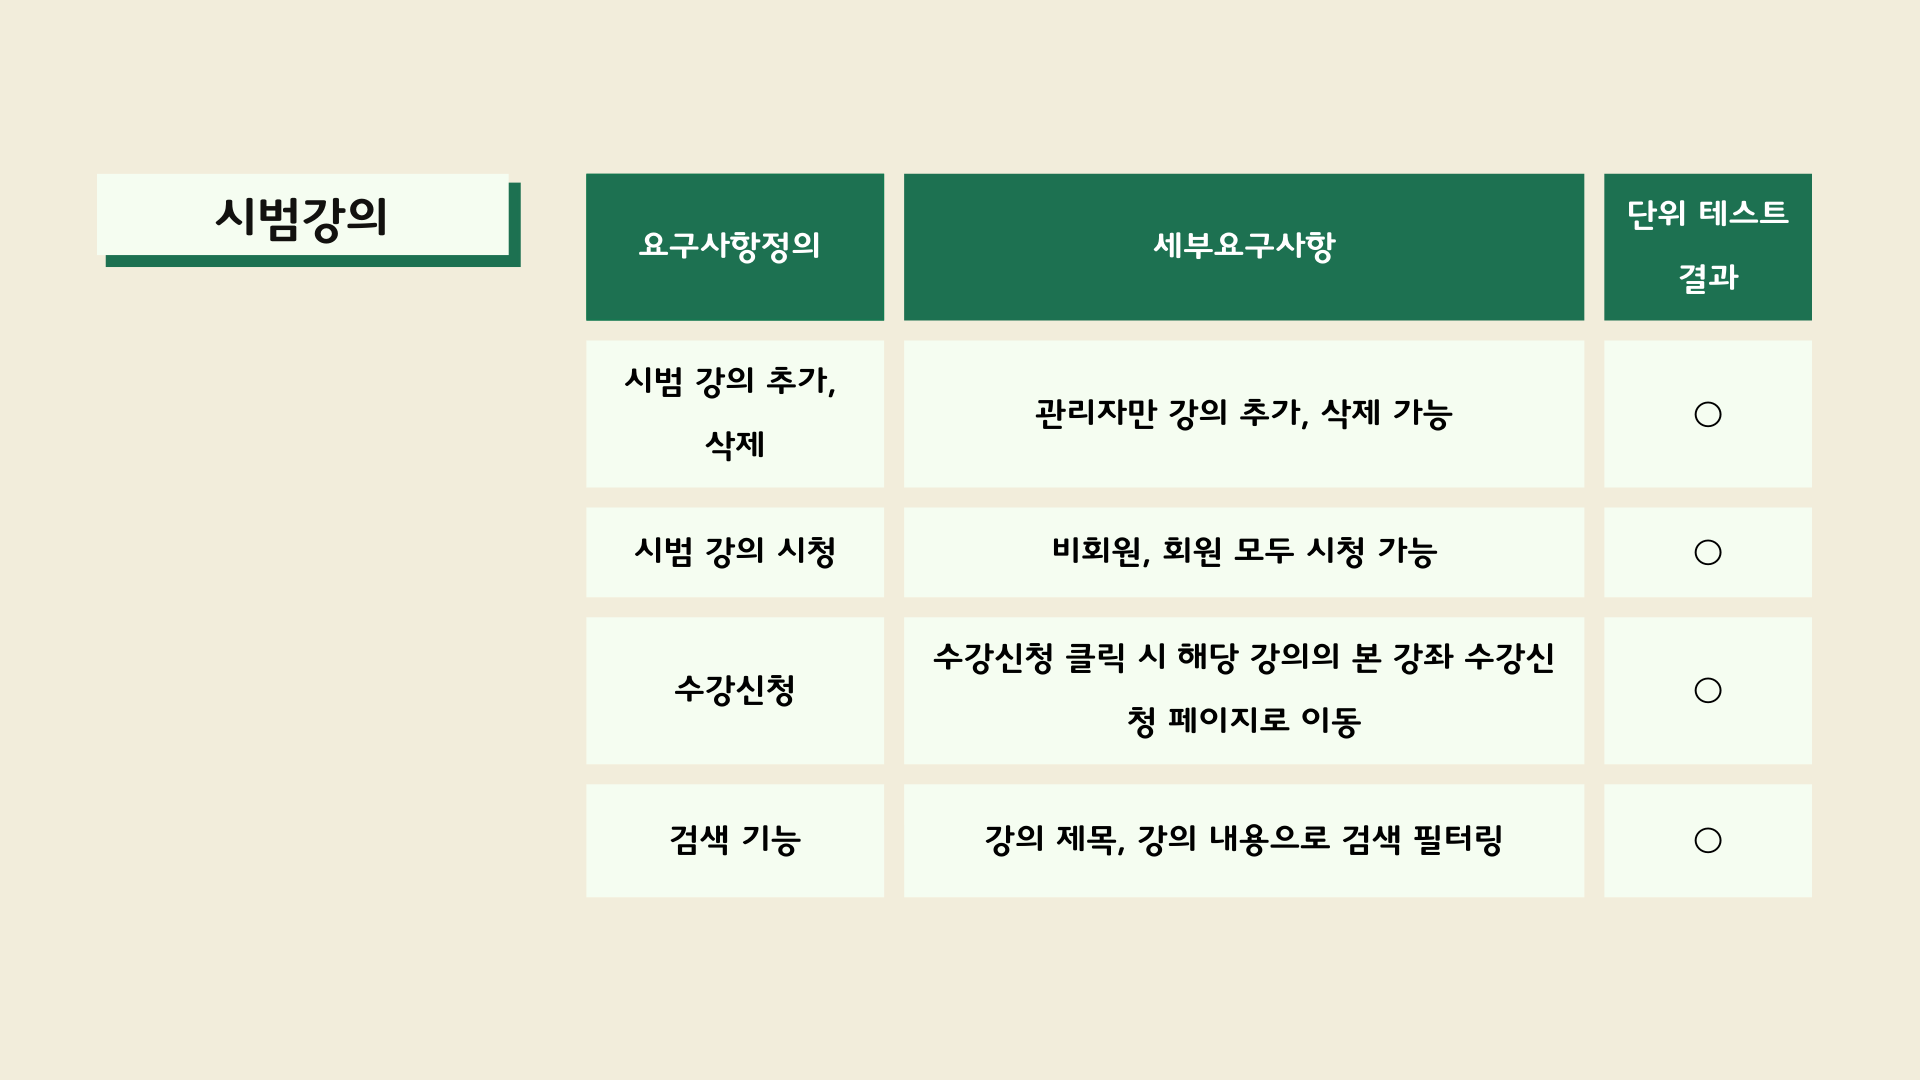 시범강의
요구사항정의
세부요구사항
단위 테스트
결과
시범 강의 추가,
삭제
관리자만 강의 추가, 삭제 가능
○
시범 강의 시청
비회원, 회원 모두 시청 가능
○
수강신청
수강신청 클릭 시 해당 강의의 본 강좌 수강신
청 페이지로 이동
○
검색 기능
강의 제목, 강의 내용으로 검색 필터링
○